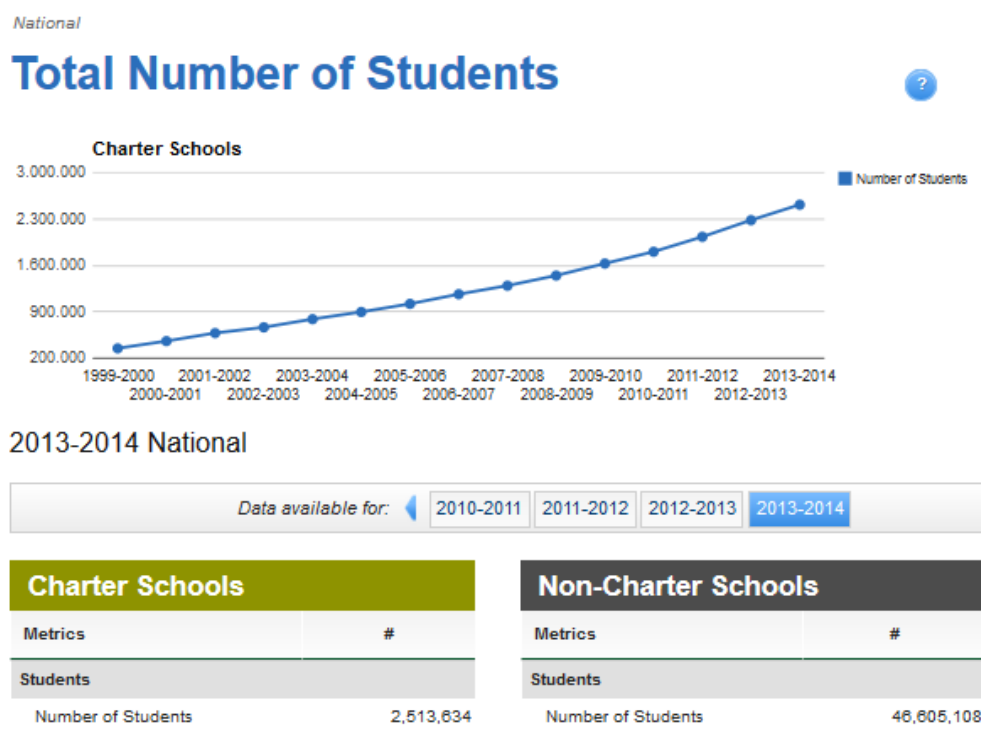 National
Total Number of Students
?
Charter Schools
3.000.000
2.300.000
1.600.000
900.000
200.000
Number of Students
1999-2000 2001-2002 2003-2004 2005-2006 2007-2008 2009-2010 2011-2012 2013-2014
2000-2001 2002-2003 2004-2005 2006-2007 2008-2009 2010-2011 2012-2013
2013-2014 National
Data available for: 2010-2011 2011-2012 2012-2013 2013-2014
Charter Schools
Metrics #
Students
Number of Students 2,513,634
Non-Charter Schools
Metrics #
Students
Number of Students 46,605,108